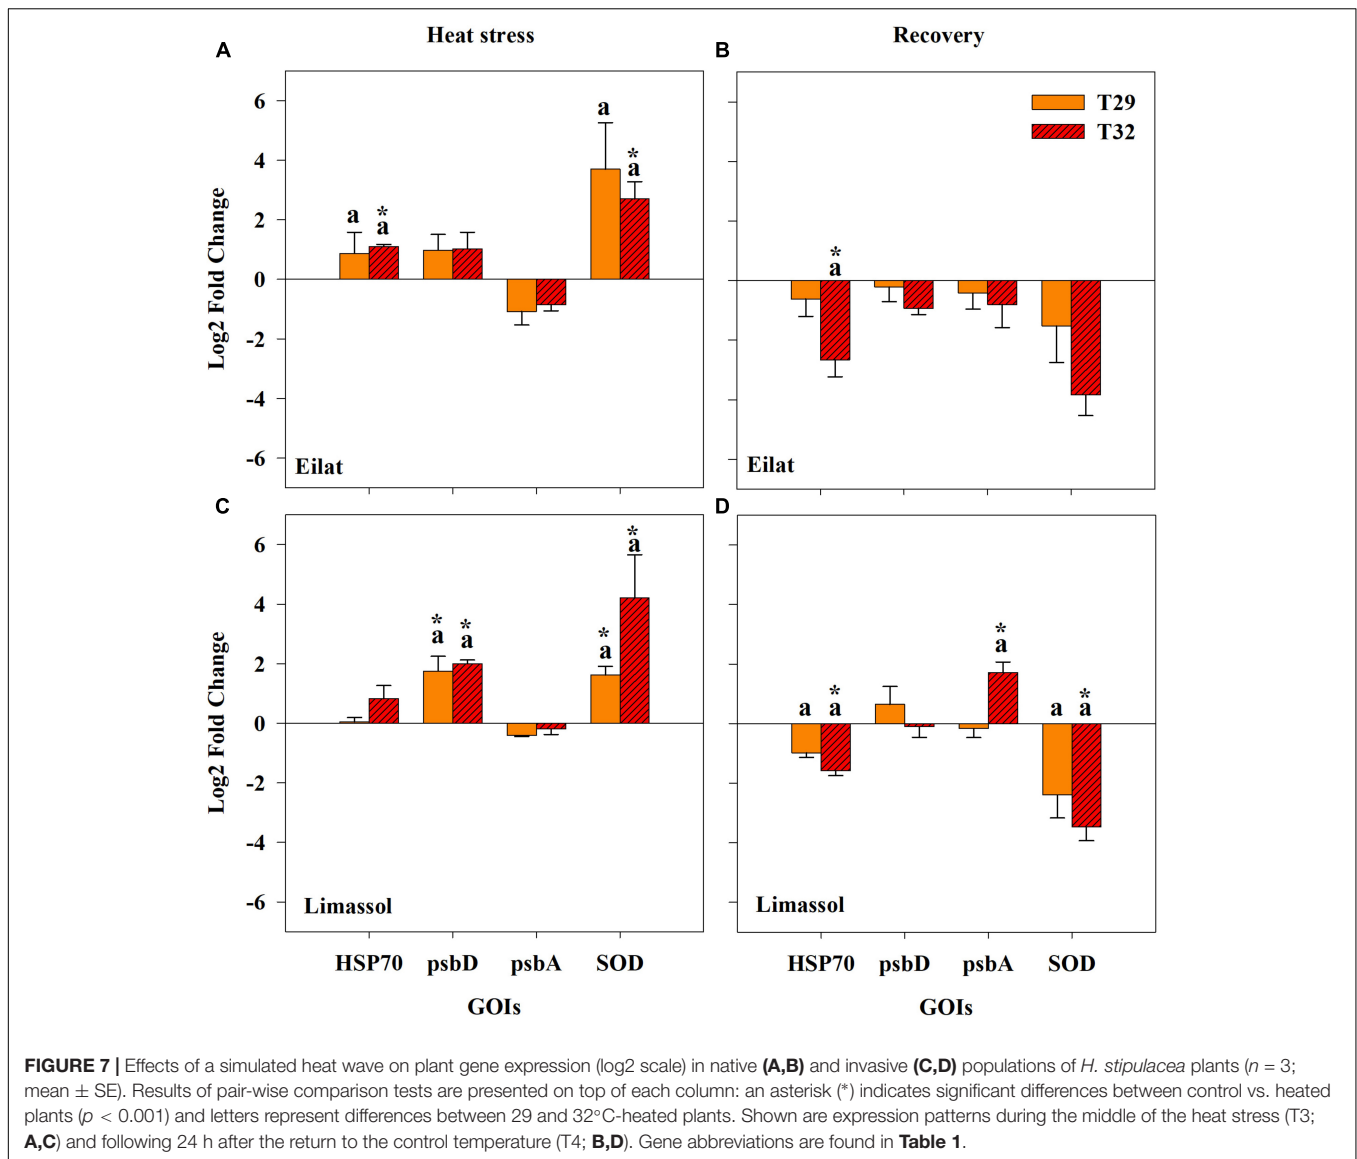 Heat stress
Recovery
A
B
T29
T32
6
4
2
0
-2
-4
-6
Log2 Fold Change
a
*
a
a
*
a
Eilat
*
a
Eilat
C
D
6
4
2
0
-2
-4
-6
Log2 Fold Change
*
a
*
a
*
a
*
a
Limassol
a
*
a
*
a
a
*
a
Limassol
HSP70 psbD psbA SOD
HSP70 psbD psbA SOD
GOIs
GOIs
FIGURE 7 | Effects of a simulated heat wave on plant gene expression (log2 scale) in native (A,B) and invasive (C,D) populations of H. stipulacea plants (n = 3;
mean ± SE). Results of pair-wise comparison tests are presented on top of each column: an asterisk (*) indicates significant differences between control vs. heated
plants (p < 0.001) and letters represent differences between 29 and 32°C-heated plants. Shown are expression patterns during the middle of the heat stress (T3;
A,C) and following 24 h after the return to the control temperature (T4; B,D). Gene abbreviations are found in Table 1.